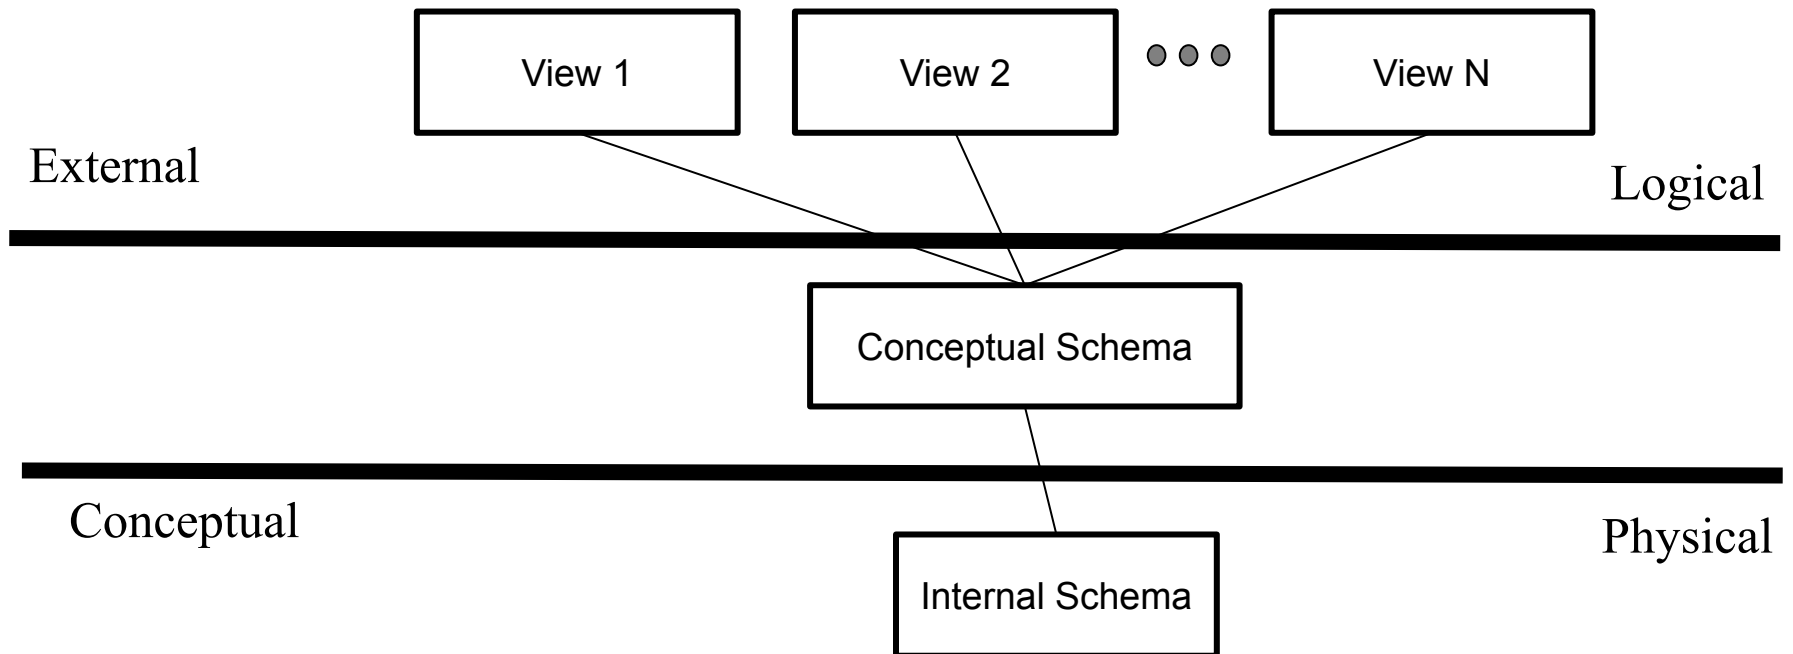 View 1
View 2
View N
External
Logical
Conceptual Schema
Conceptual
Physical
Internal Schema